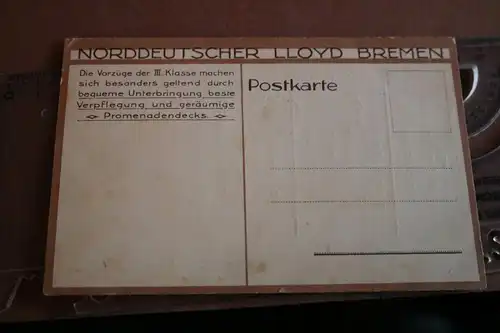 NORDDEUTSCHER LLOYD BREMEN
Die Vorzüge der III. Klasse machen
sich besonders geltend durch
bequeme Unterbringung, beste
Verpflegung und geräumige
Promenadendecks.
Postkarte